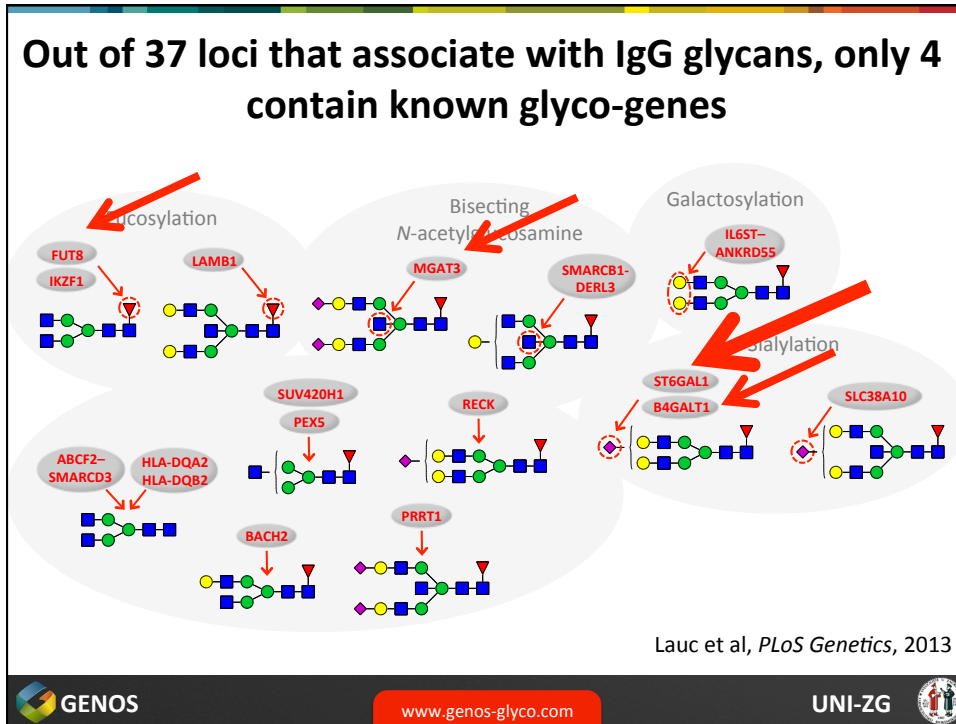 Out of 37 loci that associate with IgG glycans, only 4
contain known glyco-genes
ucosylation
FUT8
IKZF1
LAMB1
Bisecting
N-acetylglucosamine
MGAT3
SMARCB1-
DERL3
Galactosylation
IL6ST–
ANKRD55
sialylation
ST6GAL1
B4GALT1
SLC38A10
SUV420H1
PEX5
RECK
ABCF2–
SMARCD3
HLA-DQA2
HLA-DQB2
BACH2
PRRT1
Lauc et al, PLoS Genetics, 2013
GENOS
www.genos-glyco.com
UNI-ZG